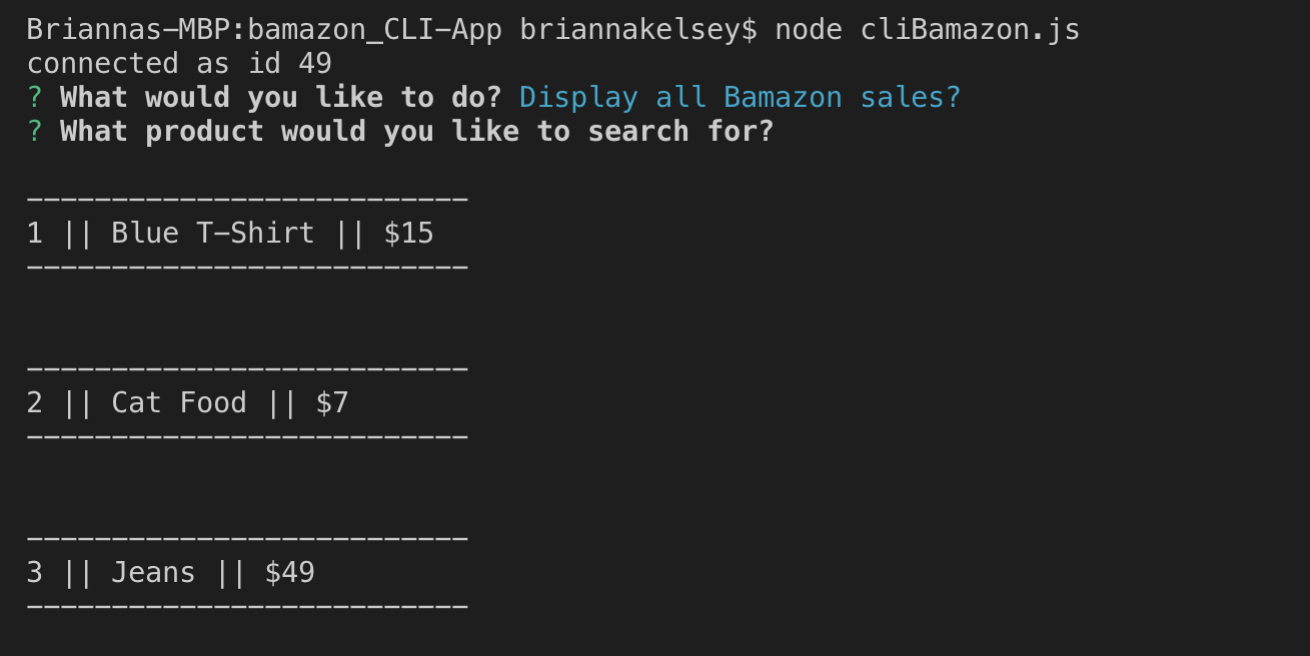 Briannas-MBP:bamazon_CLI-App briannakelsey$ node cliBamazon.js
connected as id 49
? What would you like to do? Display all Bamazon sales?
? What product would you like to search for?
--------------------------
1 || Blue T-Shirt || $15
--------------------------
--------------------------
2 || Cat Food || $7
--------------------------
--------------------------
3 || Jeans || $49
--------------------------